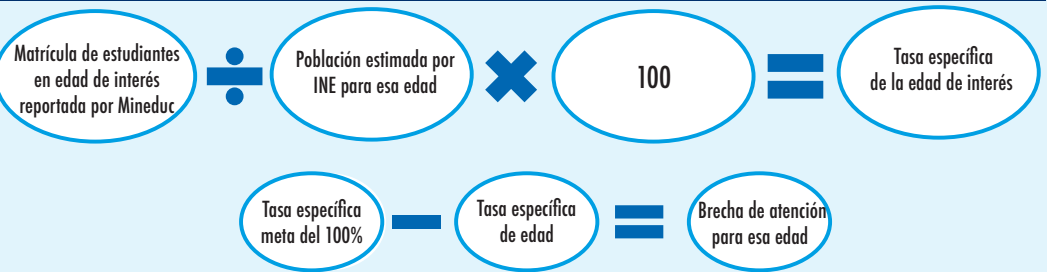 Matrícula de estudiantes
en edad de interés
reportada por Mineduc
÷
Población estimada por
INE para esa edad
×
100
=
Tasa específica
de la edad de interés
Tasa específica
meta del 100%
−
Tasa específica
de edad
=
Brecha de atención
para esa edad